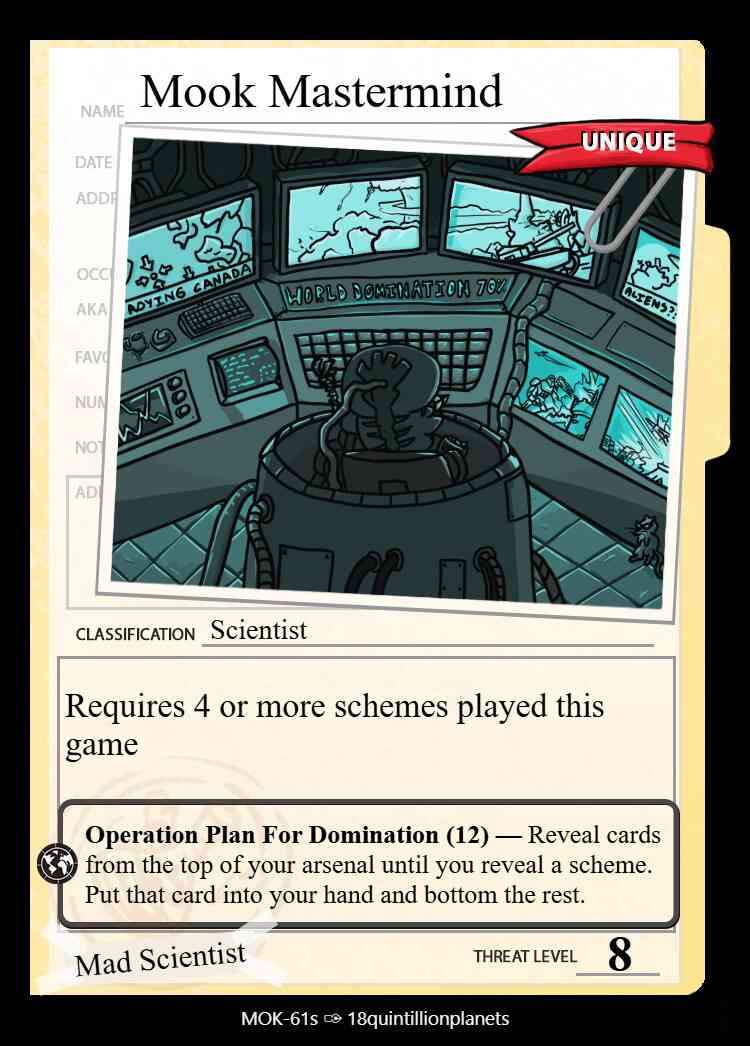 NAME Mook Mastermind
UNIQUE
DATE
ADDR
OCCU
AKA
FAVO
NUM
NOT
ADD
ADYING CANADA
WORLD DOMINATION 70%
ALIENS??
CLASSIFICATION Scientist
Requires 4 or more schemes played this
game
Operation Plan For Domination (12) — Reveal cards
from the top of your arsenal until you reveal a scheme.
Put that card into your hand and bottom the rest.
Mad Scientist
THREAT LEVEL 8
MOK-61s ✑ 18quintillionplanets